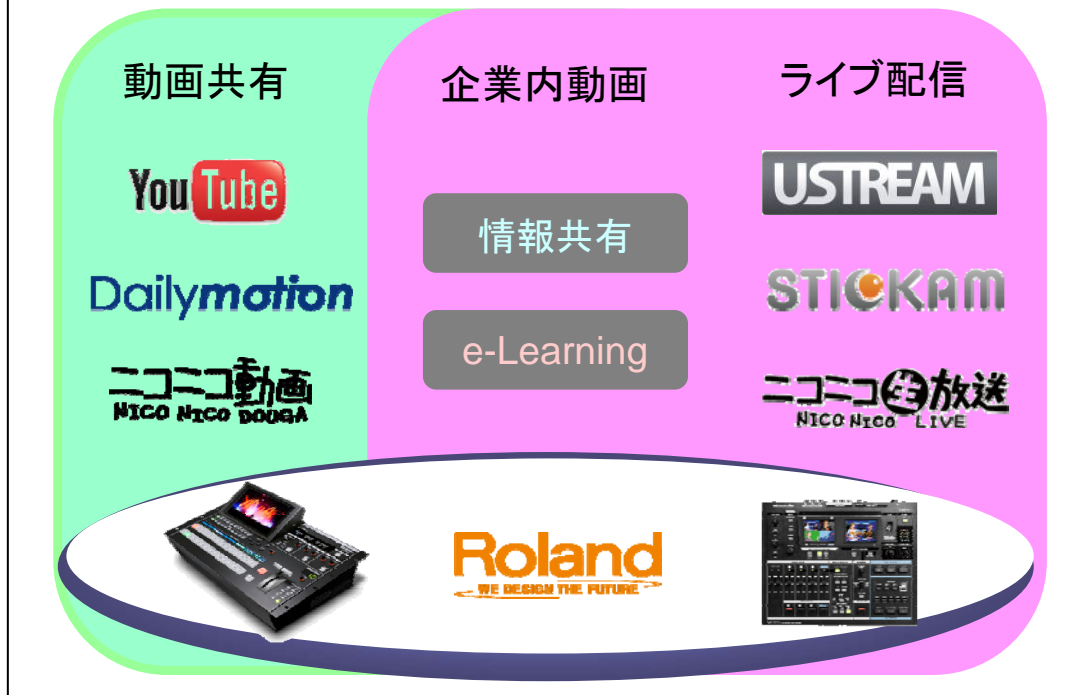 動画共有
企業内動画
ライブ配信
YouTube
USTREAM
情報共有
Dailymotion
STICKAM
e-Learning
ニコニコ動画
NICO NICO DOUGA
ニコニコ生放送
NICO NICO LIVE
Roland
WE DESIGN THE FUTURE